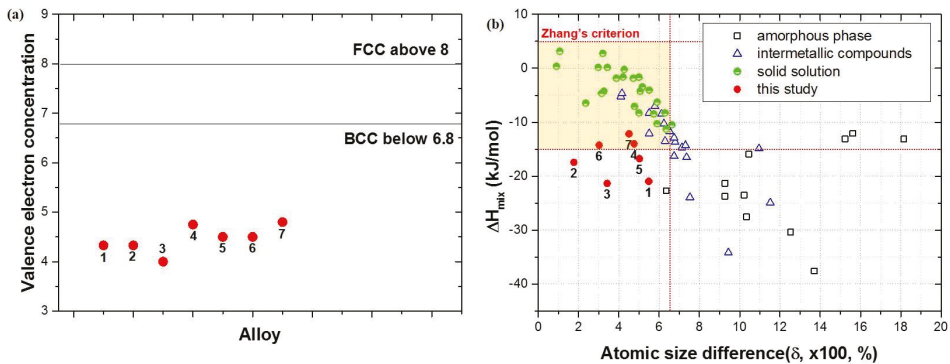 (a)
Valence electron concentration
9
8
7
6
5
4
3
FCC above 8
BCC below 6.8
1
2
3
4
5
6
7
Alloy
(b)
ΔHmix (kJ/mol)
10
0
-10
-20
-30
-40
Zhang's criterion
amorphous phase
intermetallic compounds
solid solution
this study
7
6
4
5
2
3
1
0 2 4 6 8 10 12 14 16 18 20
Atomic size difference(δ, x100, %)